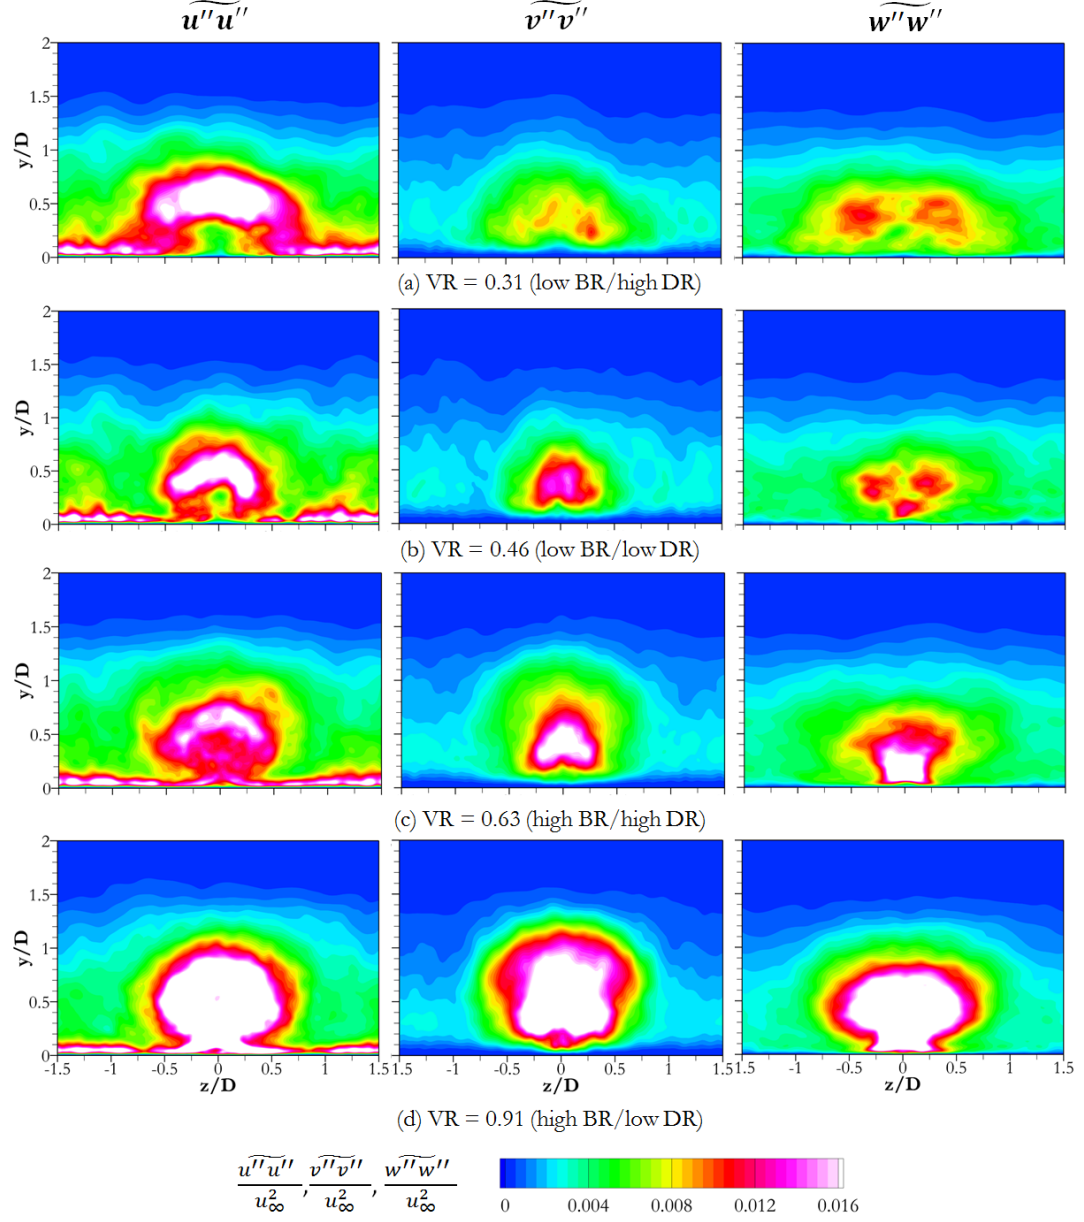 u''u'' v''v'' w''w''
2
1.5
y/D 1
0.5
0
(a) VR = 0.31 (low BR/high DR)
2
1.5
y/D 1
0.5
0
(b) VR = 0.46 (low BR/low DR)
2
1.5
y/D 1
0.5
0
(c) VR = 0.63 (high BR/high DR)
2
1.5
y/D 1
0.5
0
-1.5 -1 -0.5 0 0.5 1 1.5 -1 -0.5 0 0.5 1 1.5 -1 -0.5 0 0.5 1 1.5
z/D z/D z/D
(d) VR = 0.91 (high BR/low DR)
u''u'' / u∞², v''v'' / u∞², w''w'' / u∞²
0 0.004 0.008 0.012 0.016